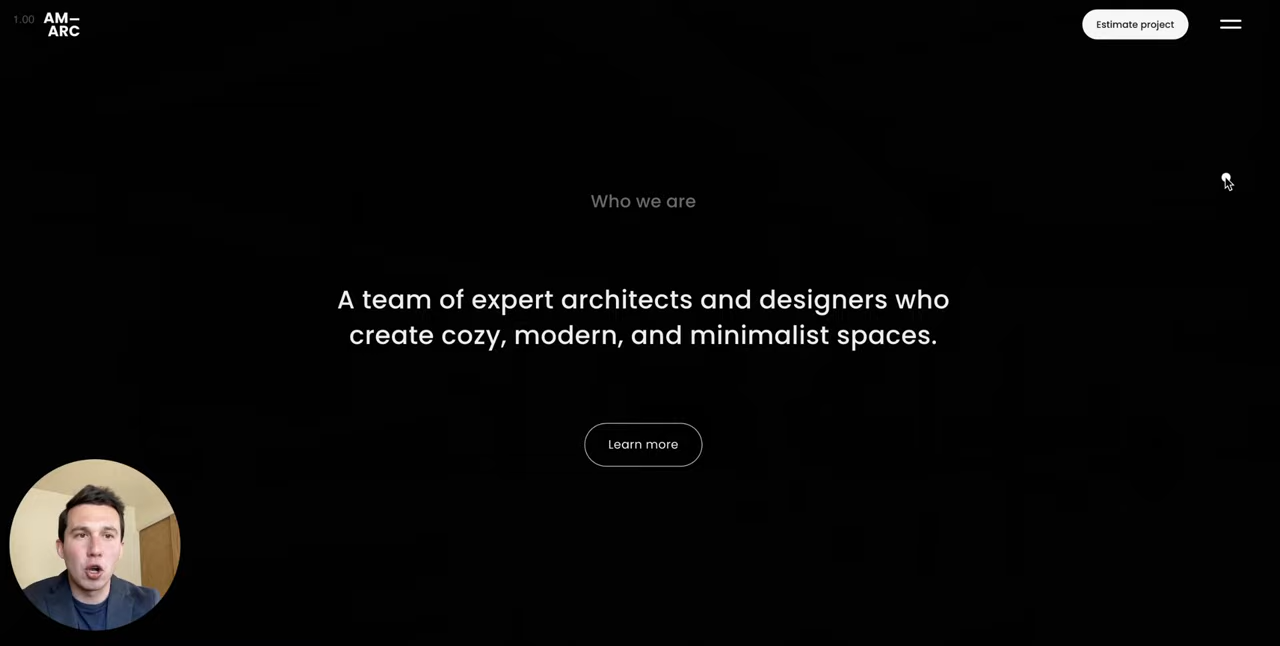 1.00
AM—
ARC
Estimate project
Who we are
A team of expert architects and designers who
create cozy, modern, and minimalist spaces.
Learn more